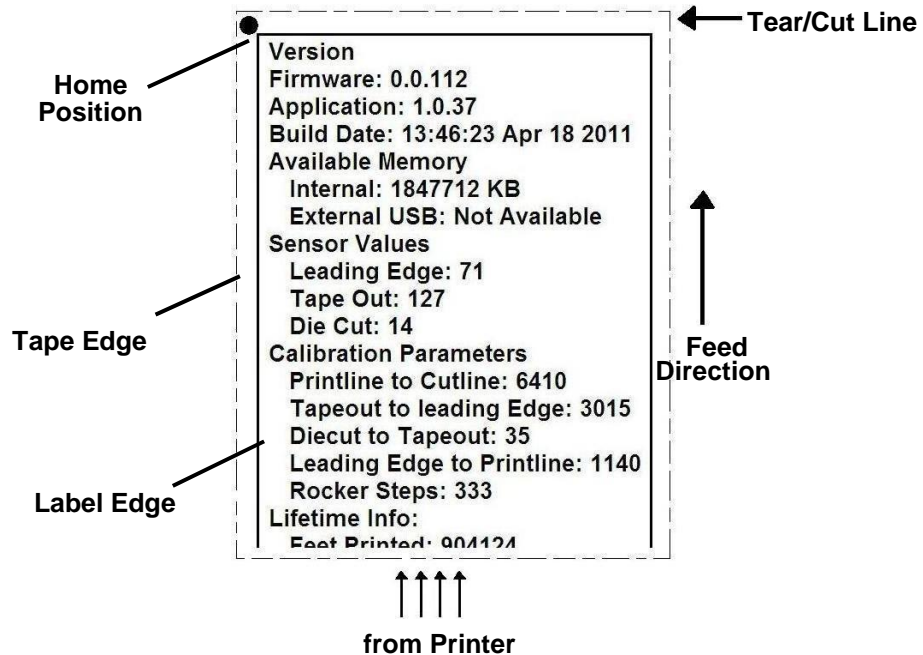 Tear/Cut Line
Home
Position
Version
Firmware: 0.0.112
Application: 1.0.37
Build Date: 13:46:23 Apr 18 2011
Available Memory
Internal: 1847712 KB
External USB: Not Available
Sensor Values
Leading Edge: 71
Tape Out: 127
Die Cut: 14
Calibration Parameters
Printline to Cutline: 6410
Tapeout to leading Edge: 3015
Diecut to Tapeout: 35
Leading Edge to Printline: 1140
Rocker Steps: 333
Lifetime Info:
Feet Printed: 904124
Tape Edge
Label Edge
Feed
Direction
from Printer